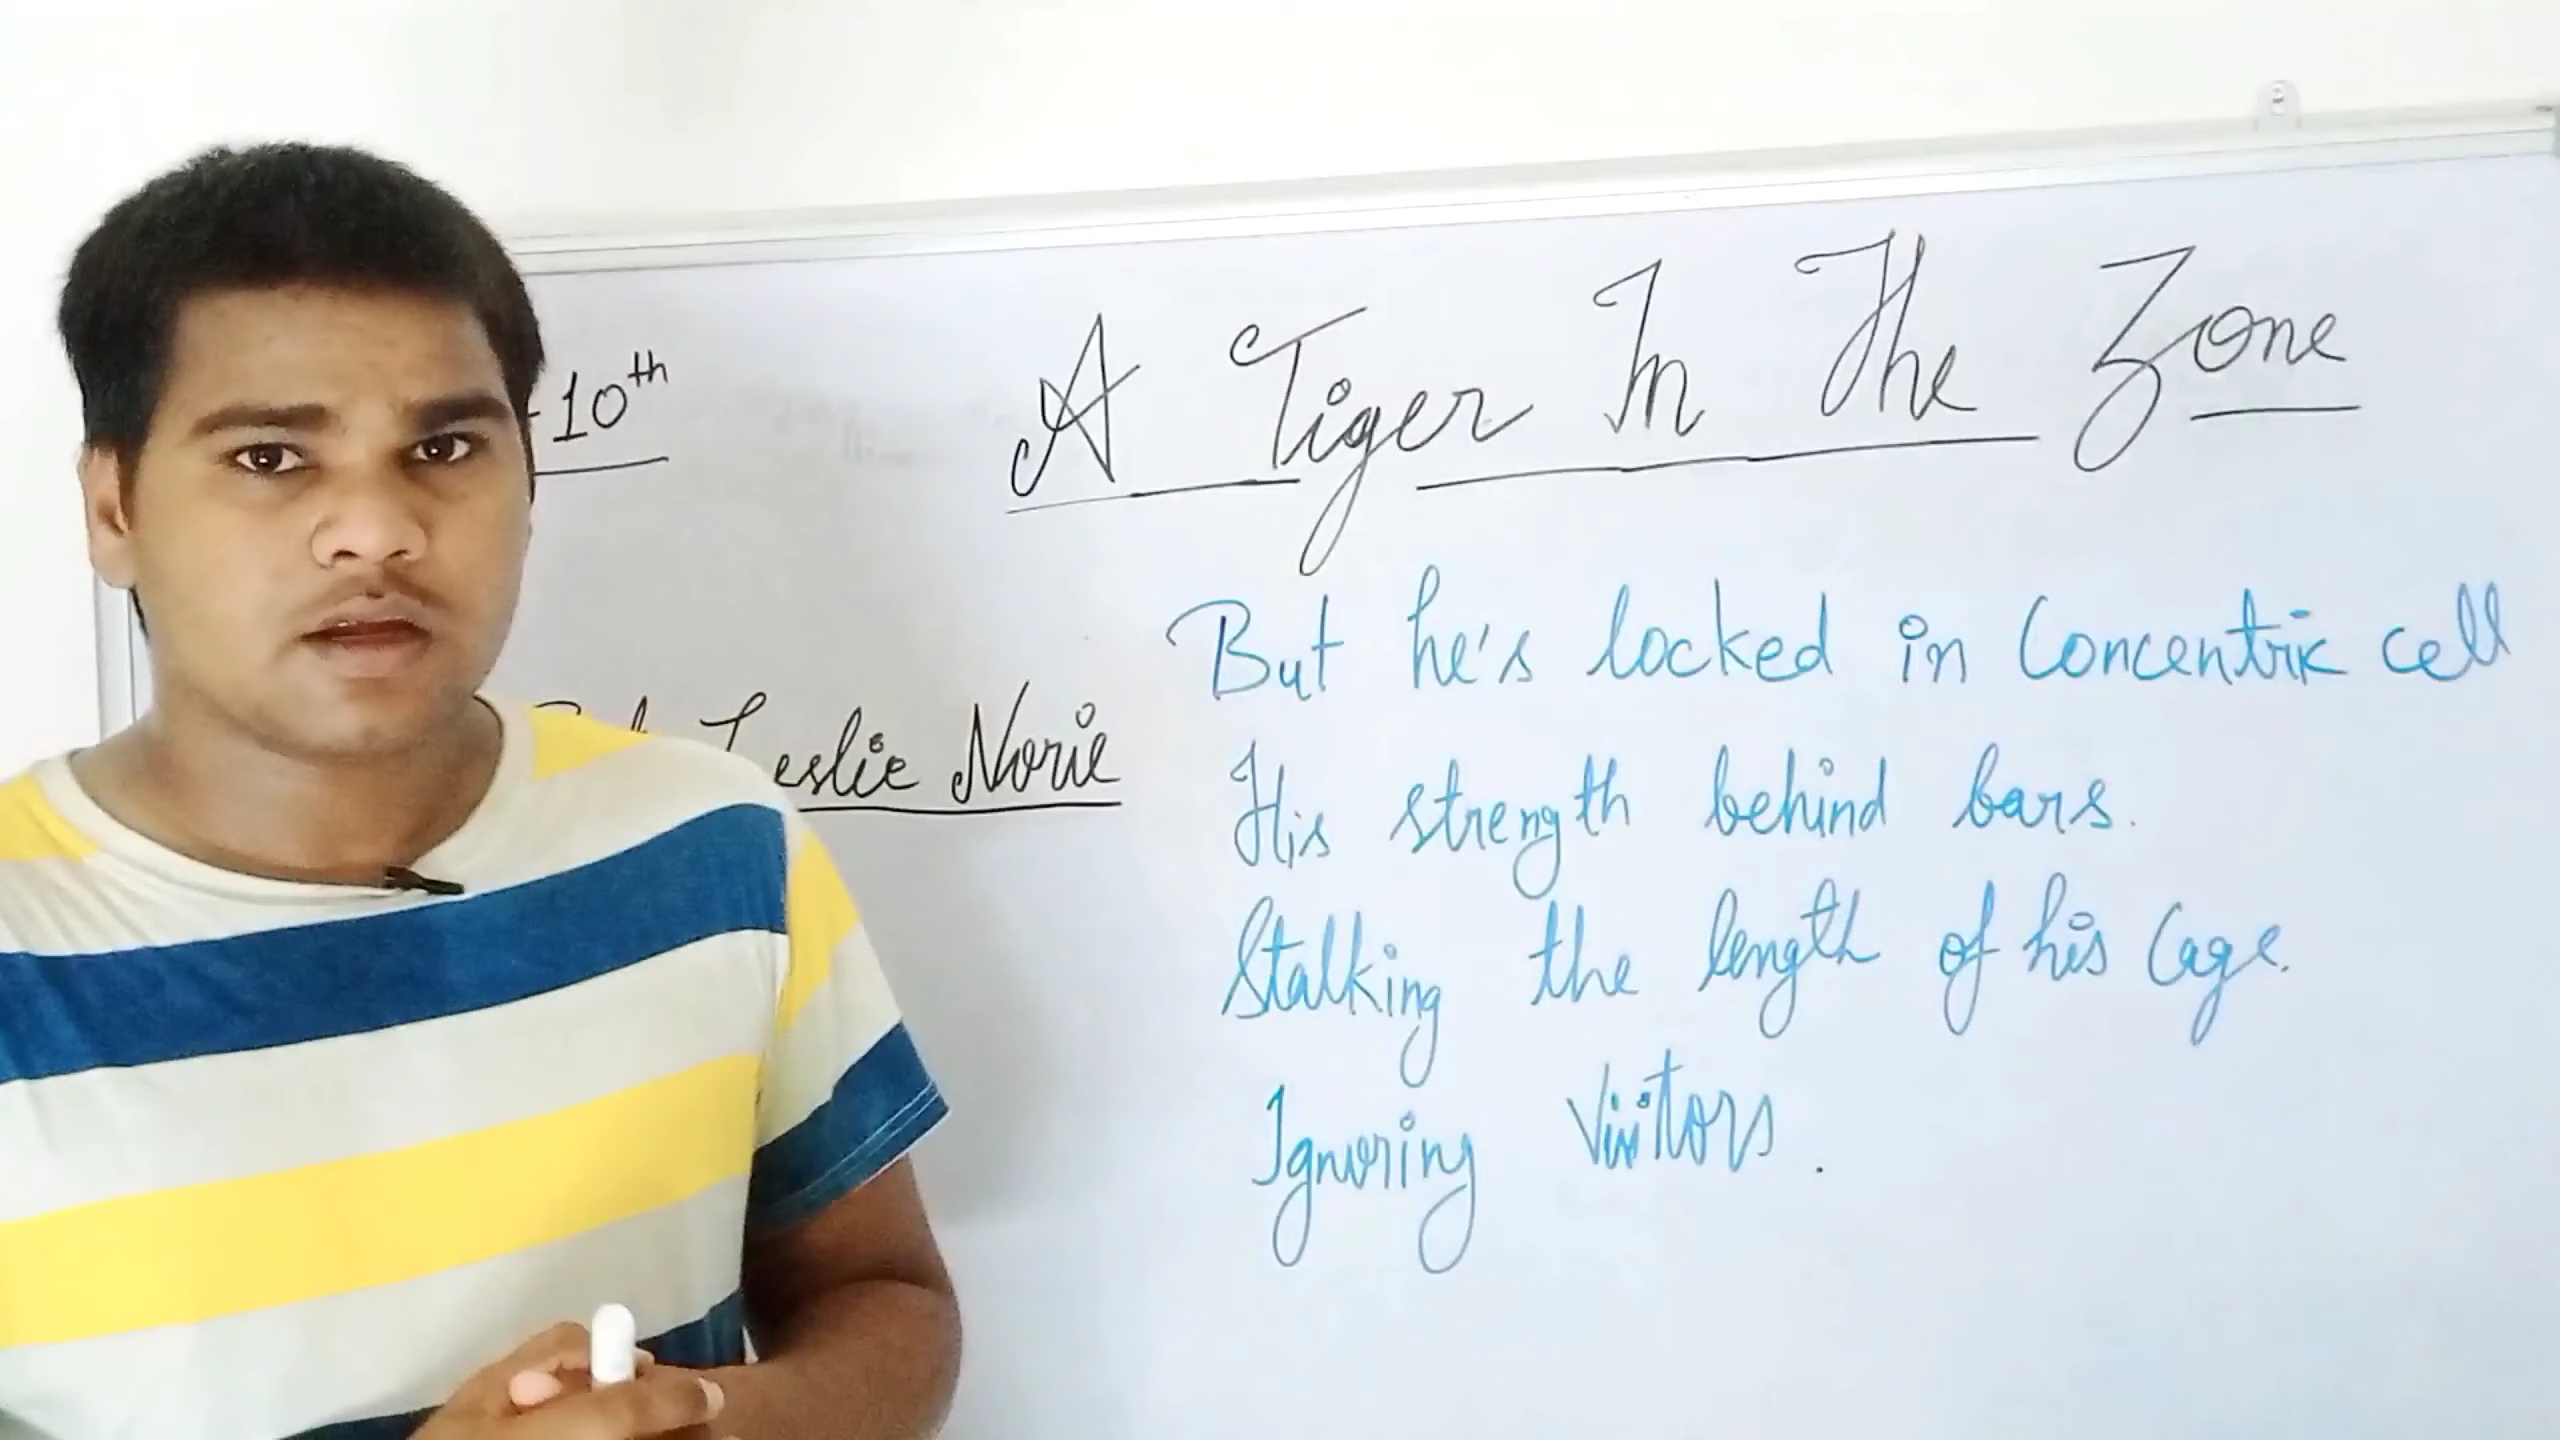 A Tiger In The Zone
10th
Leslie Norie
But he's locked in Concentric cell
His strength behind bars.
Stalking the length of his Cage.
Ignoring Visitors.